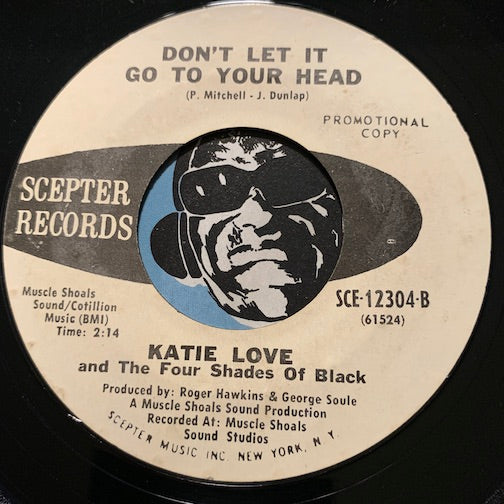 DON'T LET IT
GO TO YOUR HEAD
(P. Mitchell - J. Dunlap)
PROMOTIONAL
COPY
SCEPTER
RECORDS
Muscle Shoals
Sound/Cotillion
Music (BMI)
Time: 2:14
SCE-12304-B
(61524)
KATIE LOVE
and The Four Shades Of Black
Produced by: Roger Hawkins & George Soule
A Muscle Shoals Sound Production
Recorded At: Muscle Shoals
Sound Studios
SCEPTER MUSIC INC. NEW YORK, N.Y.